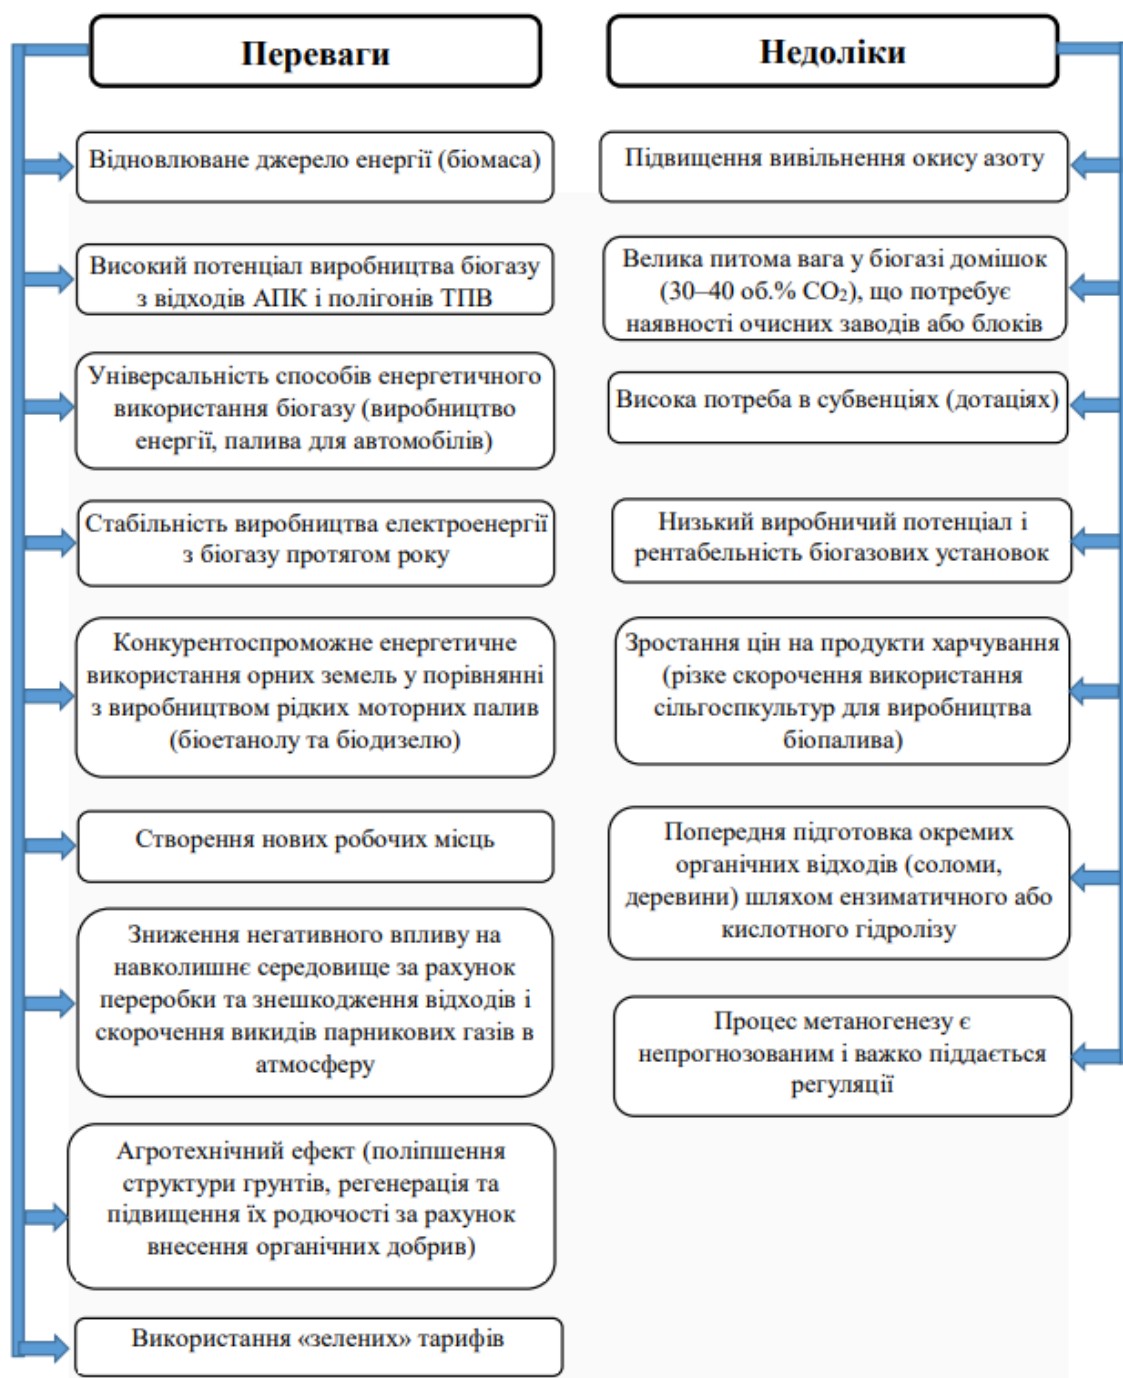 Переваги
Відновлюване джерело енергії (біомаса)
Високий потенціал виробництва біогазу
з відходів АПК і полігонів ТПВ
Універсальність способів енергетичного
використання біогазу (виробництво
енергії, палива для автомобілів)
Стабільність виробництва електроенергії
з біогазу протягом року
Конкурентоспроможне енергетичне
використання орних земель у порівнянні
з виробництвом рідких моторних палив
(біоетанолу та біодизелю)
Створення нових робочих місць
Зниження негативного впливу на
навколишнє середовище за рахунок
переробки та знешкодження відходів і
скорочення викидів парникових газів в
атмосферу
Агротехнічний ефект (поліпшення
структури грунтів, регенерація та
підвищення їх родючості за рахунок
внесення органічних добрив)
Використання «зелених» тарифів
Недоліки
Підвищення вивільнення окису азоту
Велика питома вага у біогазі домішок
(30–40 об.% CO₂), що потребує
наявності очисних заводів або блоків
Висока потреба в субвенціях (дотаціях)
Низький виробничий потенціал і
рентабельність біогазових установок
Зростання цін на продукти харчування
(різке скорочення використання
сільгоспкультур для виробництва
біопалива)
Попередня підготовка окремих
органічних відходів (соломи,
деревини) шляхом ензиматичного або
кислотного гідролізу
Процес метаногенезу є
непрогнозованим і важко піддається
регуляції